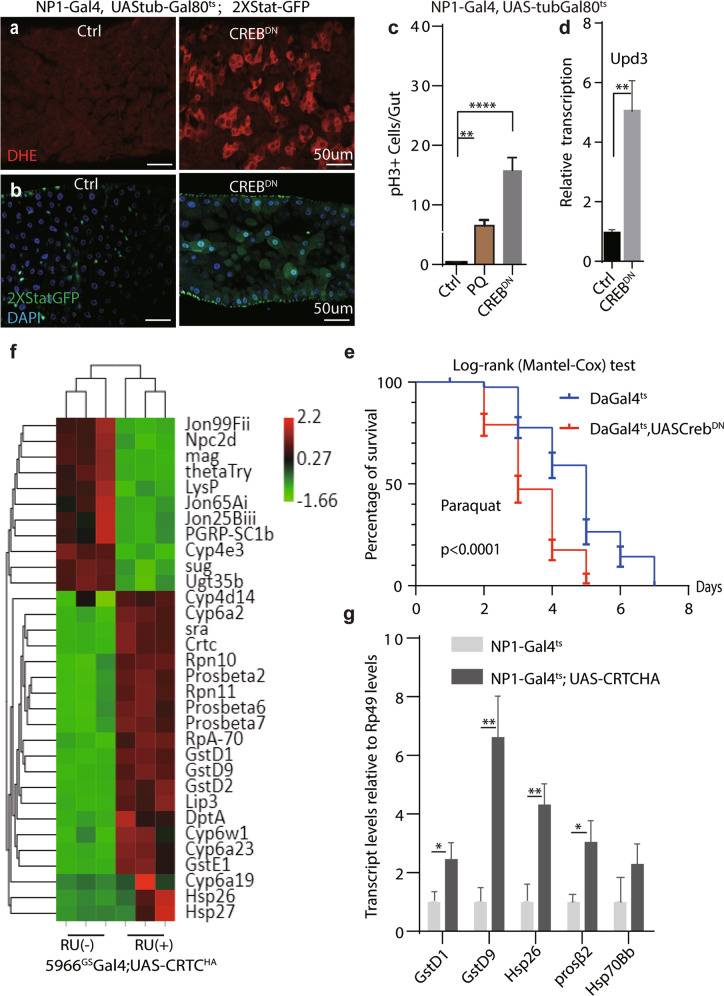 NP1-Gal4, UAStub-Gal80ts; 2XStat-GFP
a
Ctrl
CREBDN
DHE
50um
b
Ctrl
CREBDN
2XStatGFP
DAPI
50um
NP1-Gal4, UAS-tubGal80ts
c
40
30
20
10
0
pH3+ Cells/Gut
**
****
Ctrl
PQ
CREBDN
d
8
6
4
2
0
Relative transcription
Upd3
**
Ctrl
CREBDN
f
Jon99Fii
Npc2d
mag
thetaTry
LysP
Jon65Ai
Jon25Biii
PGRP-SC1b
Cyp4e3
sug
Ugt35b
Cyp4d14
Cyp6a2
sra
Crtc
Rpn10
Prosbeta2
Rpn11
Prosbeta6
Prosbeta7
RpA-70
GstD1
GstD9
GstD2
Lip3
DptA
Cyp6w1
Cyp6a23
GstE1
Cyp6a19
Hsp26
Hsp27
2.2
0.27
-1.66
RU(-)
RU(+)
5966GSGal4;UAS-CRTCHA
e
Log-rank (Mantel-Cox) test
DaGal4ts
DaGal4ts,UASCrebDN
100
50
0
Percentage of survival
Paraquat
p<0.0001
0 2 4 6 8
Days
g
NP1-Gal4ts
NP1-Gal4ts; UAS-CRTCHA
10
8
6
4
2
0
Transcript levels relative to Rp49 levels
*
**
**
*
GstD1
GstD9
Hsp26
prosβ2
Hsp70Bb